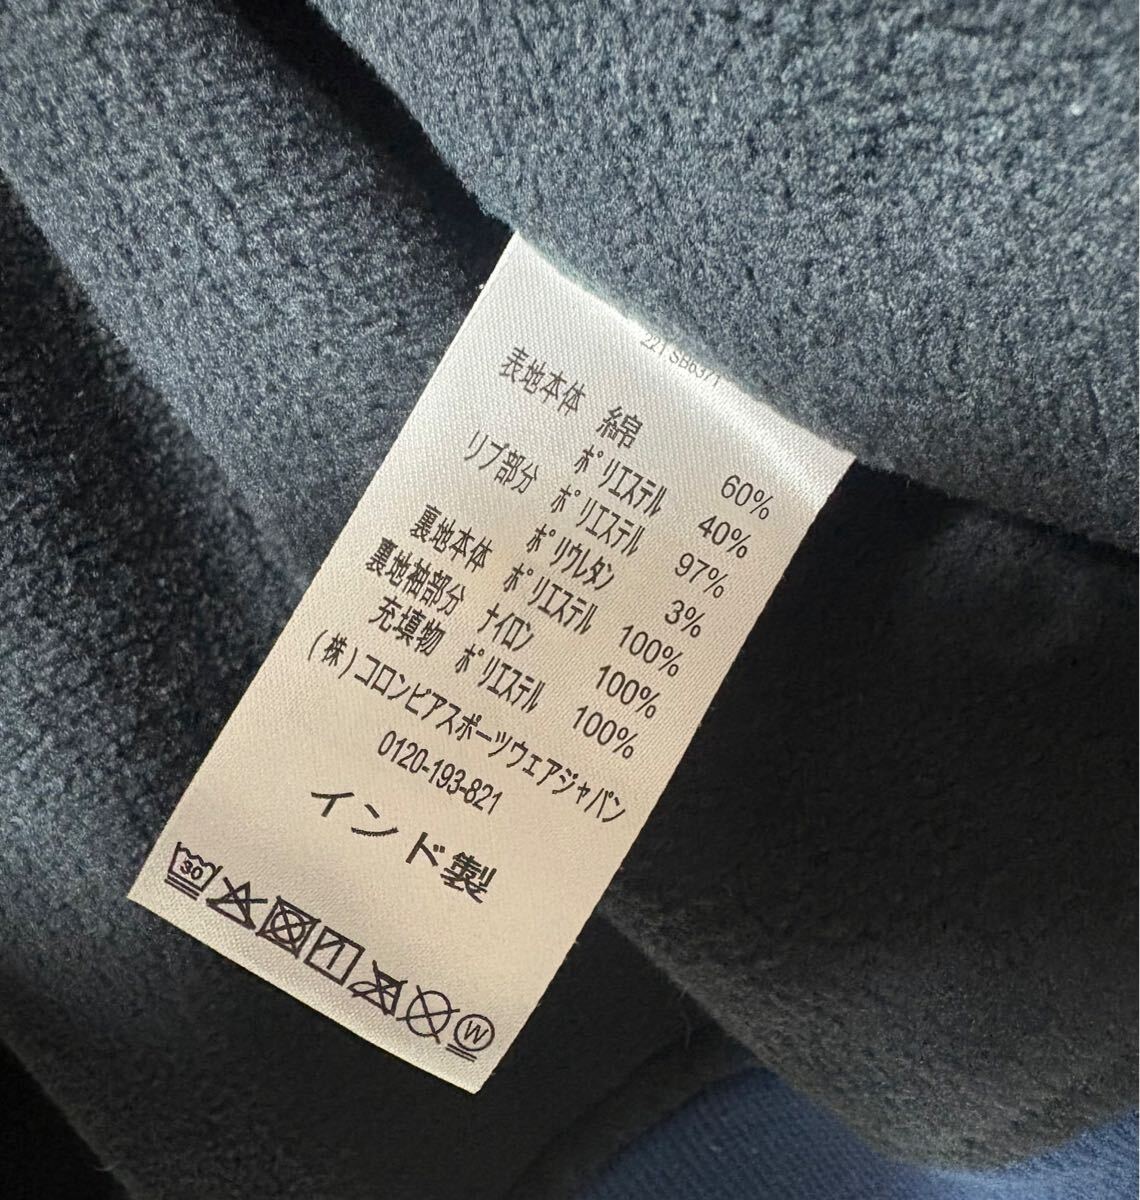 表地本体 綿 60%
ポリエステル 40%
リブ部分 ポリエステル 97%
ポリウレタン 3%
裏地本体 ポリエステル 100%
裏地袖部分 ナイロン 100%
充填物 ポリエステル 100%
(株)コロンビアスポーツウェアジャパン
0120-193-821
インド製
30
W